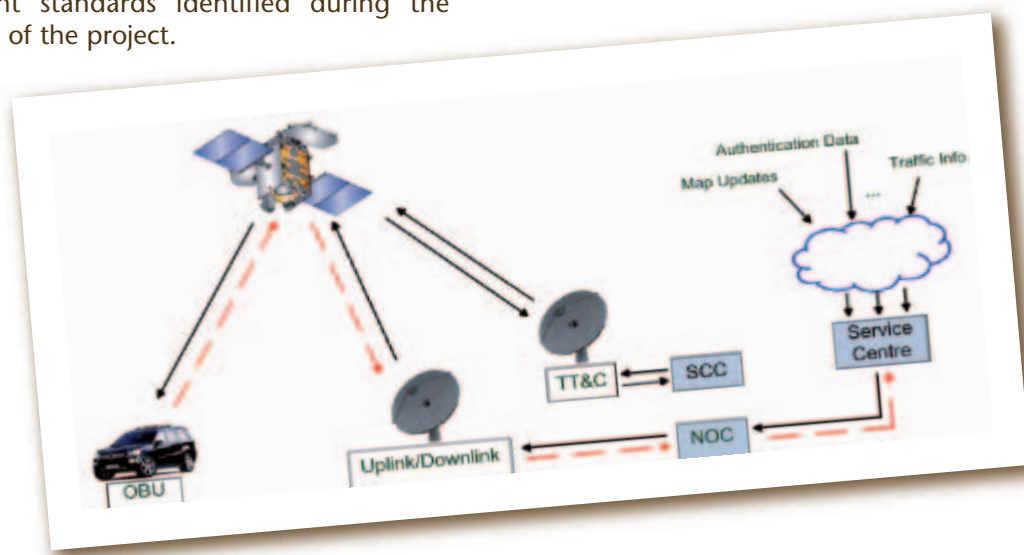 nt standards identified during the
of the project.
Authentication Data
Map Updates
...
Traffic Info
Service
Centre
TT&C
SCC
NOC
Uplink/Downlink
OBU